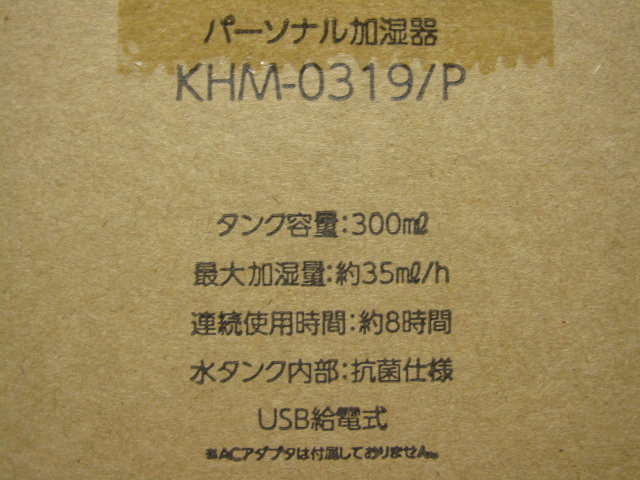 パーソナル加湿器
KHM-0319/P
タンク容量:300㎖
最大加湿量:約35㎖/h
連続使用時間:約8時間
水タンク内部:抗菌仕様
USB給電式
※ACアダプタは付属しておりません。